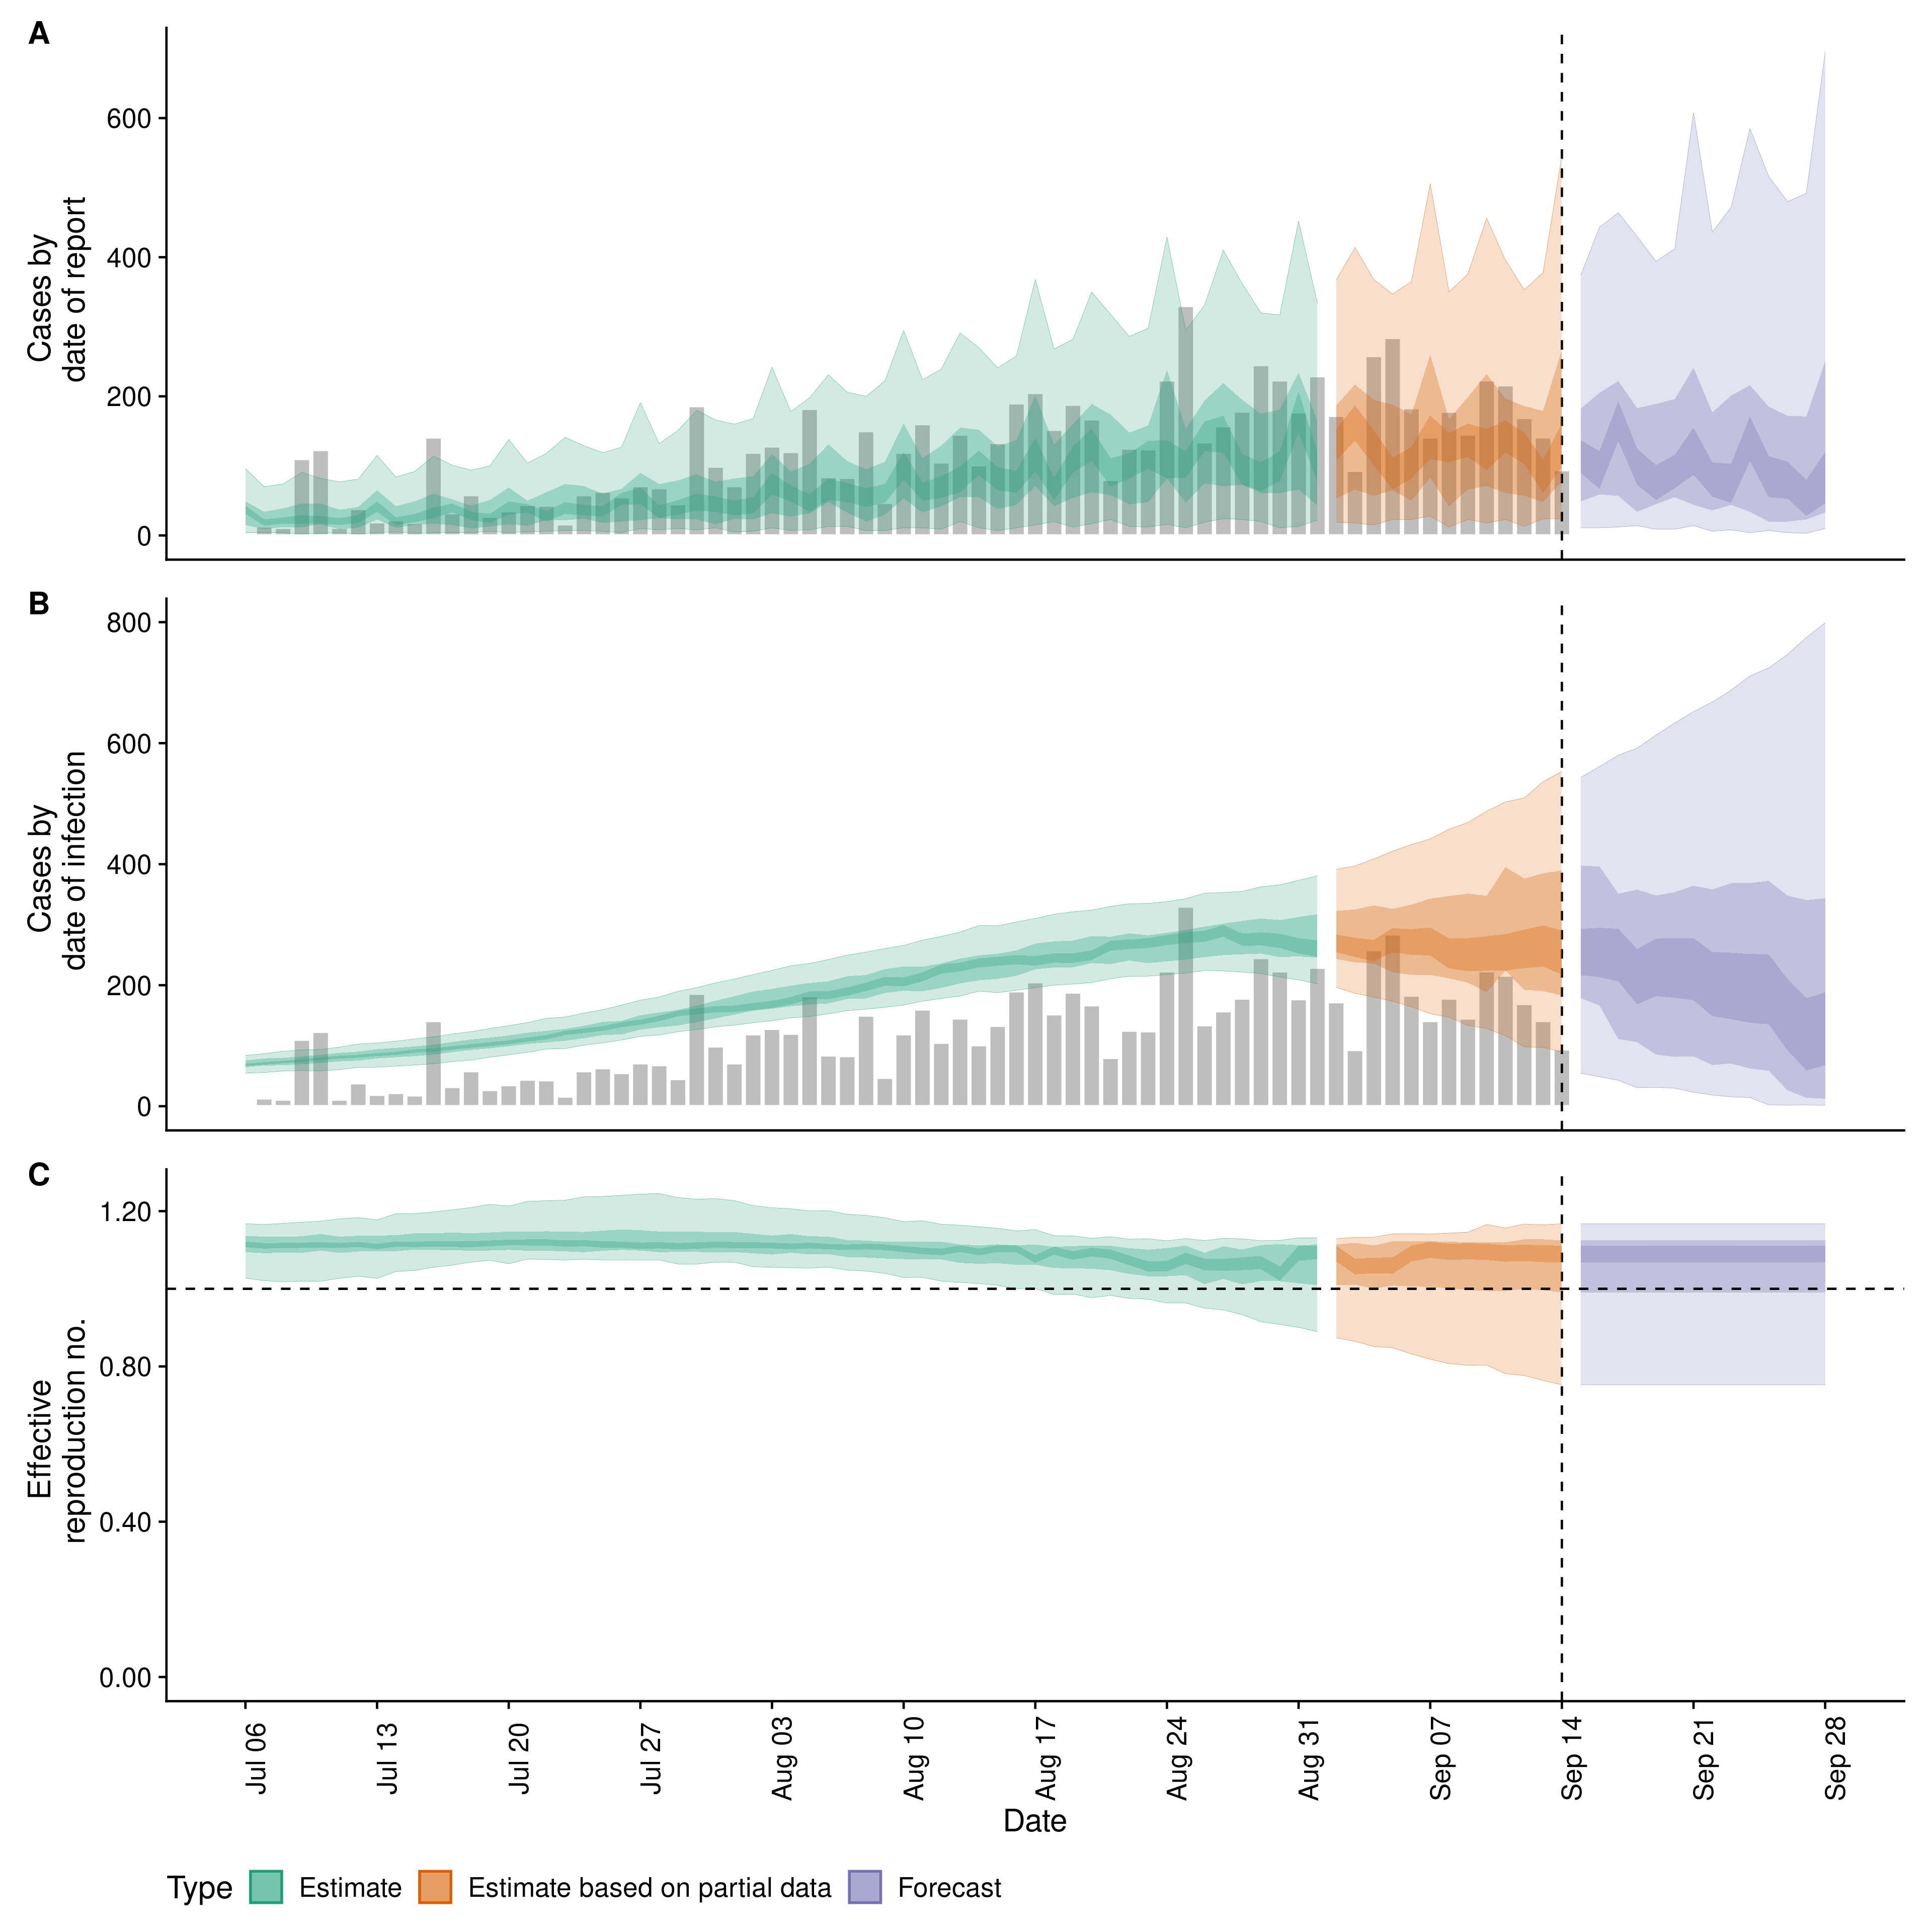 A
Cases by
date of report
600
400
200
0
B
Cases by
date of infection
800
600
400
200
0
C
Effective
reproduction no.
1.20
0.80
0.40
0.00
Jul 06
Jul 13
Jul 20
Jul 27
Aug 03
Aug 10
Aug 17
Aug 24
Aug 31
Sep 07
Sep 14
Sep 21
Sep 28
Date
Type Estimate Estimate based on partial data Forecast